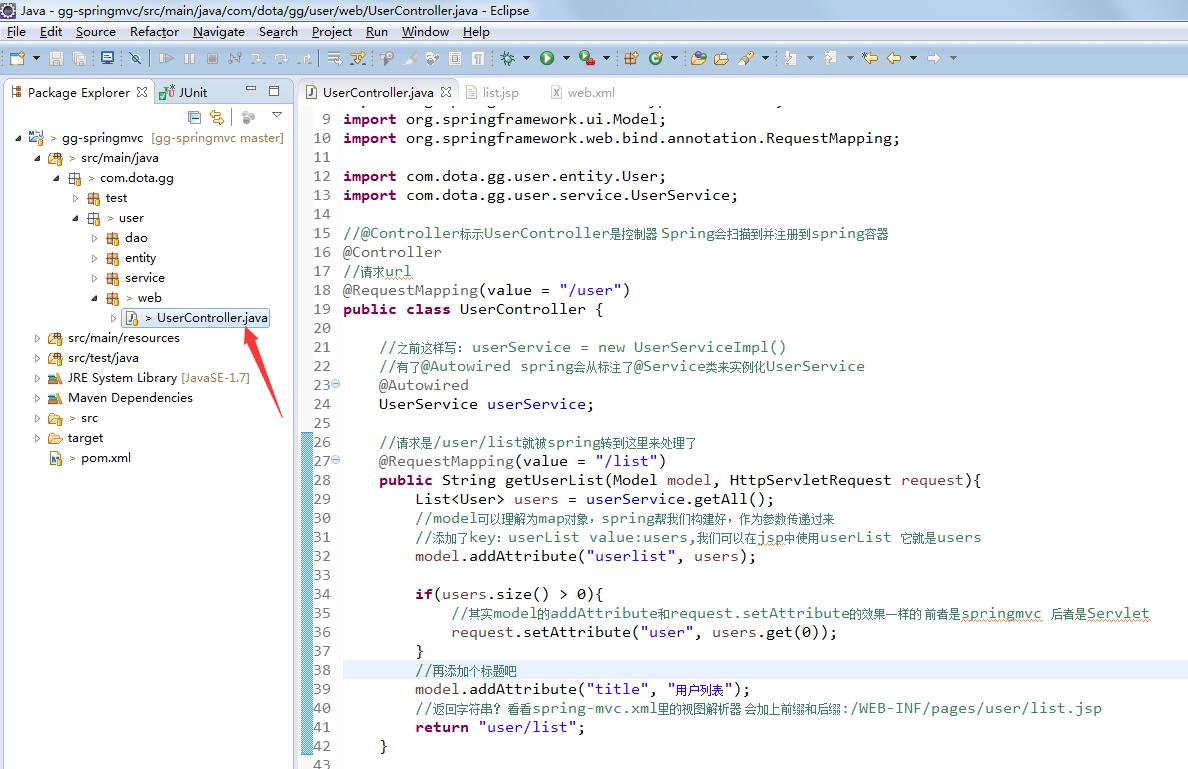 Java - gg-springmvc/src/main/java/com/dota/gg/user/web/UserController.java - Eclipse
File Edit Source Refactor Navigate Search Project Run Window Help
Package Explorer
JUnit
gg-springmvc [gg-springmvc master]
> src/main/java
> com.dota.gg
test
> user
dao
entity
service
> web
> UserController.java
src/main/resources
src/test/java
JRE System Library [JavaSE-1.7]
Maven Dependencies
> src
target
> pom.xml
UserController.java
list.jsp
web.xml
9 import org.springframework.ui.Model;
10 import org.springframework.web.bind.annotation.RequestMapping;
11
12 import com.dota.gg.user.entity.User;
13 import com.dota.gg.user.service.UserService;
14
15 //@Controller标示UserController是控制器 Spring会扫描到并注册到spring容器
16 @Controller
17 //请求url
18 @RequestMapping(value = "/user")
19 public class UserController {
20
21 //之前这样写: userService = new UserServiceImpl()
22 //有了@Autowired spring会从标注了@Service类来实例化UserService
23 @Autowired
24 UserService userService;
25
26 //请求是/user/list就被spring转到这里来处理了
27 @RequestMapping(value = "/list")
28 public String getUserList(Model model, HttpServletRequest request){
29 List<User> users = userService.getAll();
30 //model可以理解为map对象，spring帮我们构建好，作为参数传递过来
31 //添加了key: userList value:users,我们可以在jsp中使用userList 它就是users
32 model.addAttribute("userlist", users);
33
34 if(users.size() > 0){
35 //其实model的addAttribute和request.setAttribute的效果一样的 前者是springmvc 后者是Servlet
36 request.setAttribute("user", users.get(0));
37 }
38 //再添加个标题吧
39 model.addAttribute("title", "用户列表");
40 //返回字符串？看看spring-mvc.xml里的视图解析器 会加上前缀和后缀:/WEB-INF/pages/user/list.jsp
41 return "user/list";
42 }
43